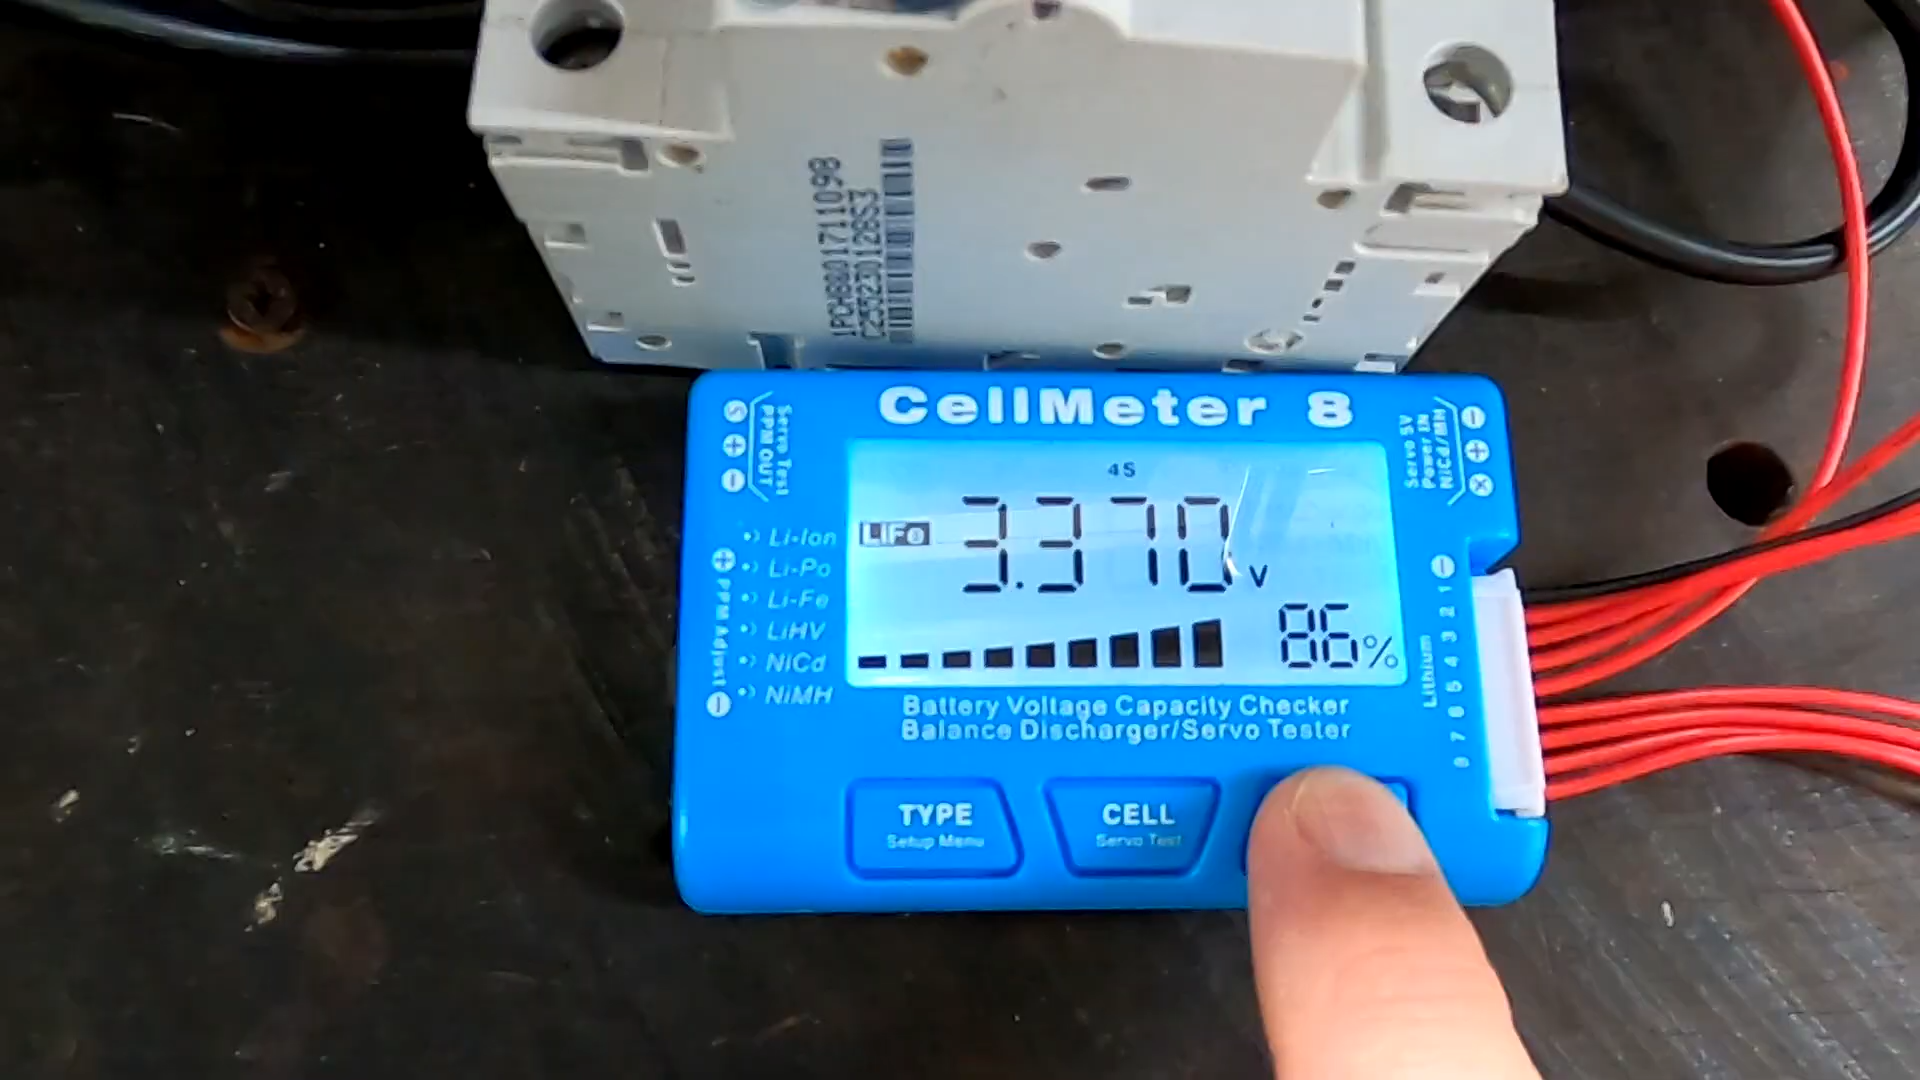 1PCH880171109B
C255230128S3
CellMeter 8
Servo Test
PPM OUT
S
Servo 5V
Power IN
NiCd/MH
4S
LiFe
3.370 V
86%
Li-Ion
Li-Po
Li-Fe
LiHV
NiCd
NiMH
PPM Adjust
Lithium
1
2
3
4
5
6
7
8
Battery Voltage Capacity Checker
Balance Discharger/Servo Tester
TYPE
Setup Menu
CELL
Servo Test